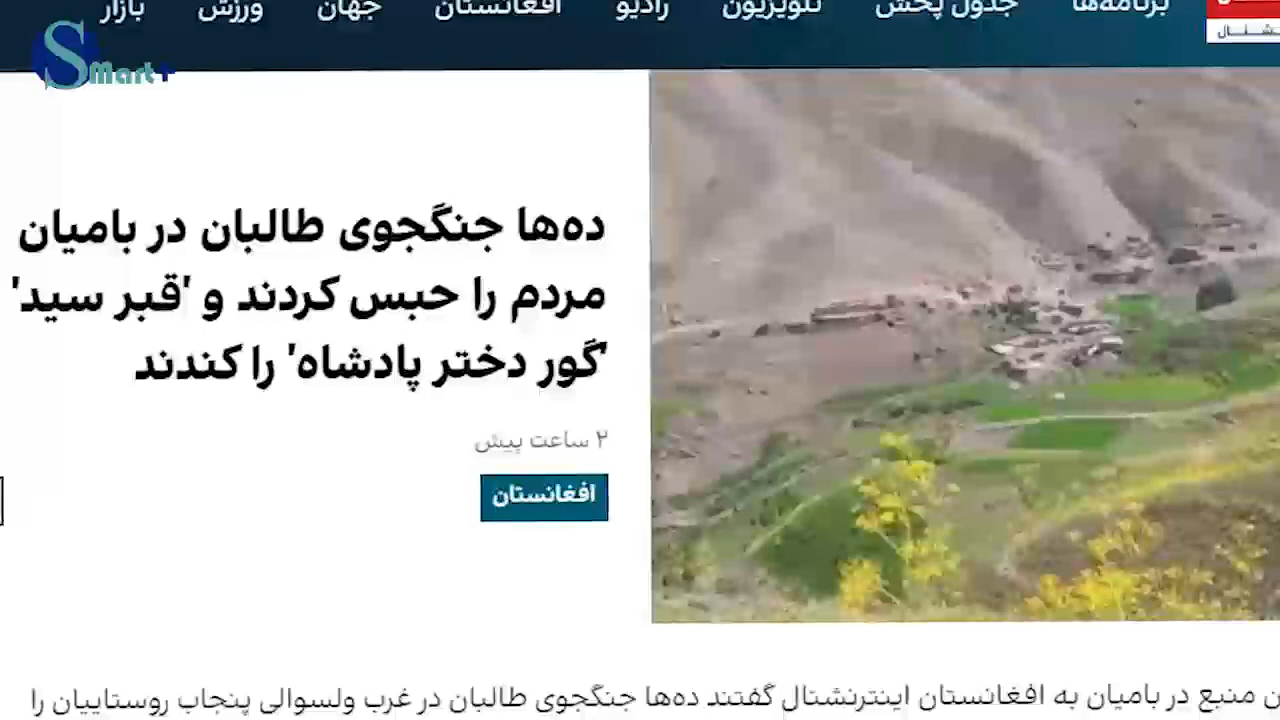 برنامه‌ها جدول پخش تلویزیون رادیو افغانستان جهان ورزش بازار
Smart+
ده‌ها جنگجوی طالبان در بامیان
مردم را حبس کردند و 'قبر سید'
'گور دختر پادشاه' را کندند
۲ ساعت پیش
افغانستان
منبع در بامیان به افغانستان اینترنشنال گفتند ده‌ها جنگجوی طالبان در غرب ولسوالی پنجاب روستاییان را